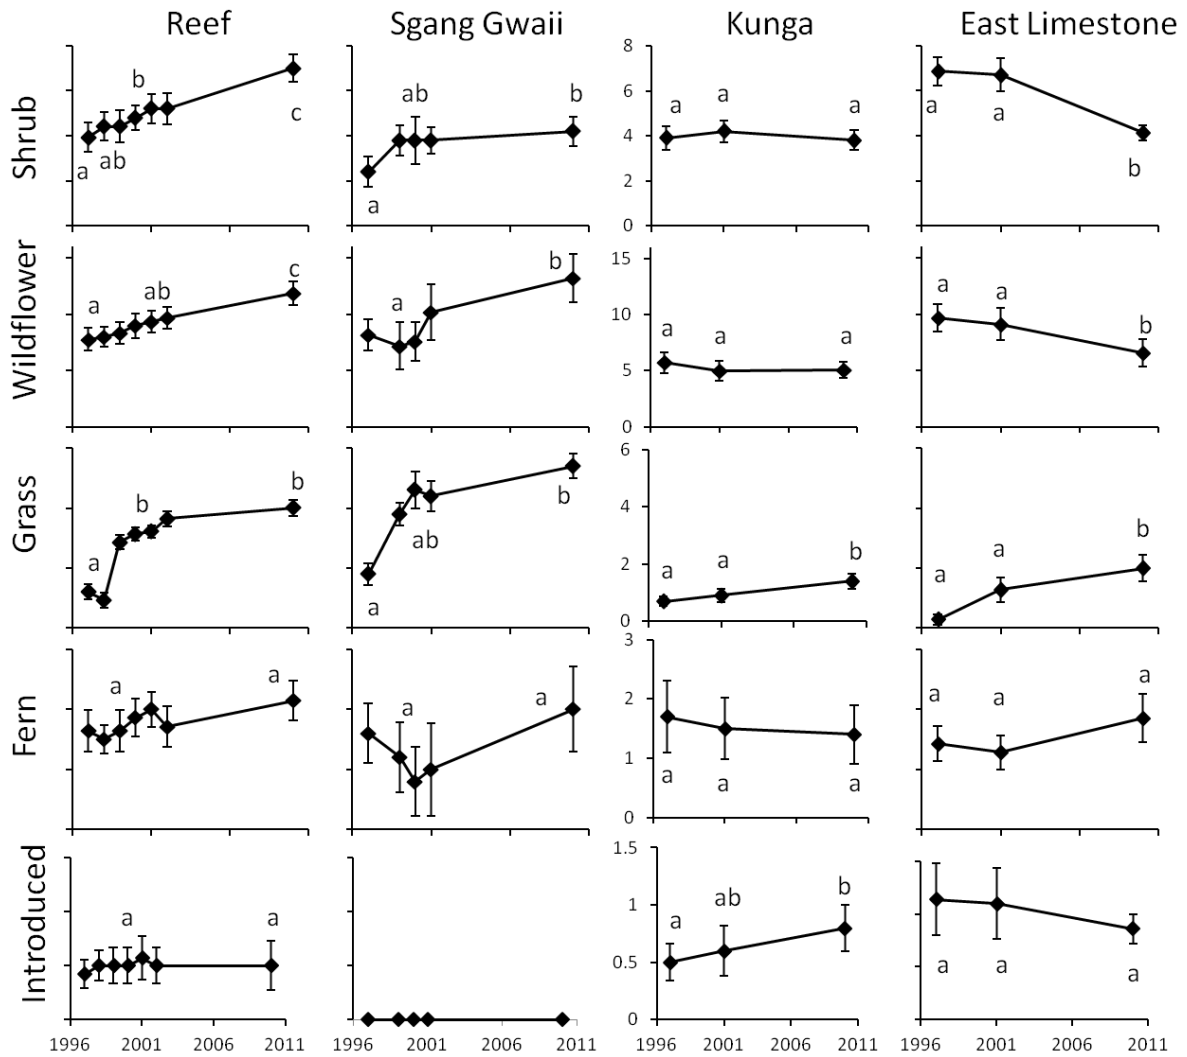 Reef Sgang Gwaii Kunga East Limestone
Shrub
a ab b c
a ab b
8
6
4
2
0
a a a
a a b
Wildflower
a ab c
a b
15
10
5
0
a a a
a a b
Grass
a b b
a ab b
6
4
2
0
a a b
a a b
Fern
a a
a a
3
2
1
0
a a a
a a a
Introduced
a a
1.5
1
0.5
0
a ab b
a a a
1996 2001 2006 2011 1996 2001 2006 2011 1996 2001 2006 2011 1996 2001 2006 2011